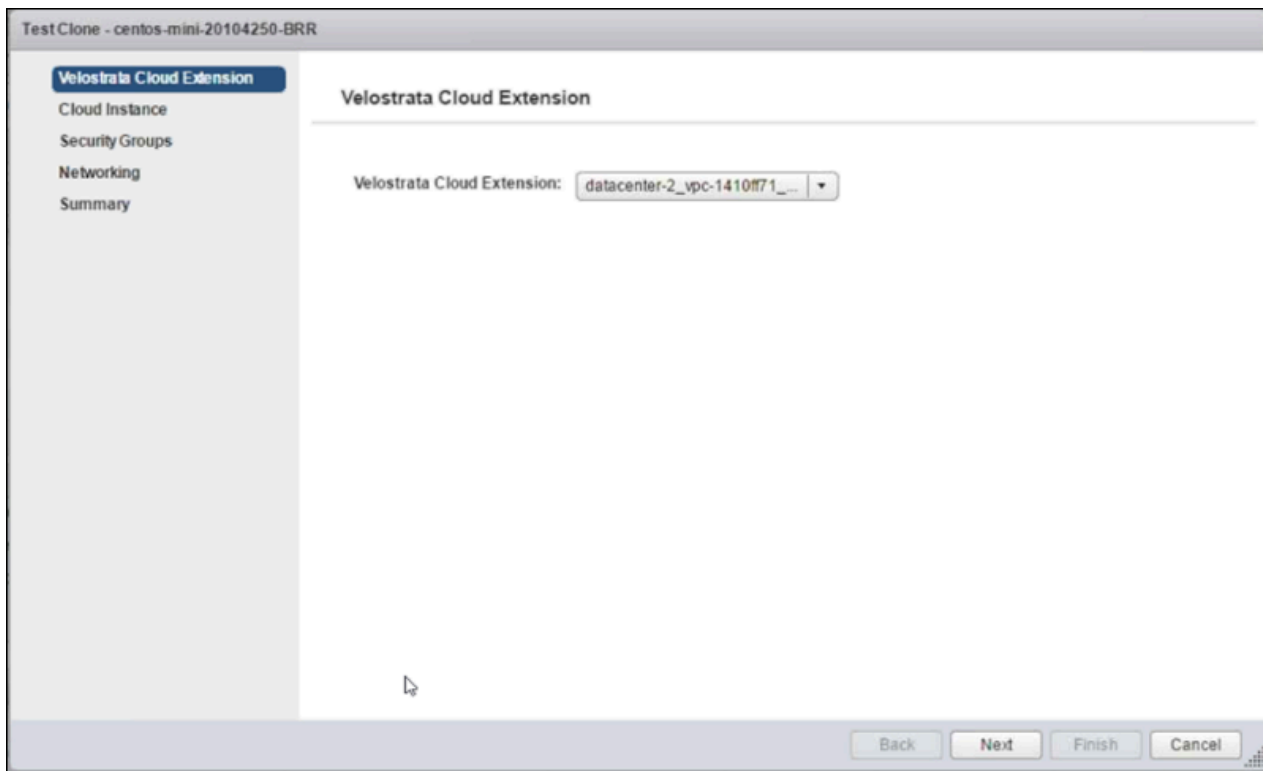 Test Clone - centos-mini-20104250-BRR
Velostrata Cloud Extension
Cloud Instance
Security Groups
Networking
Summary
Velostrata Cloud Extension
Velostrata Cloud Extension: datacenter-2_vpc-1410ff71_...
Back Next Finish Cancel